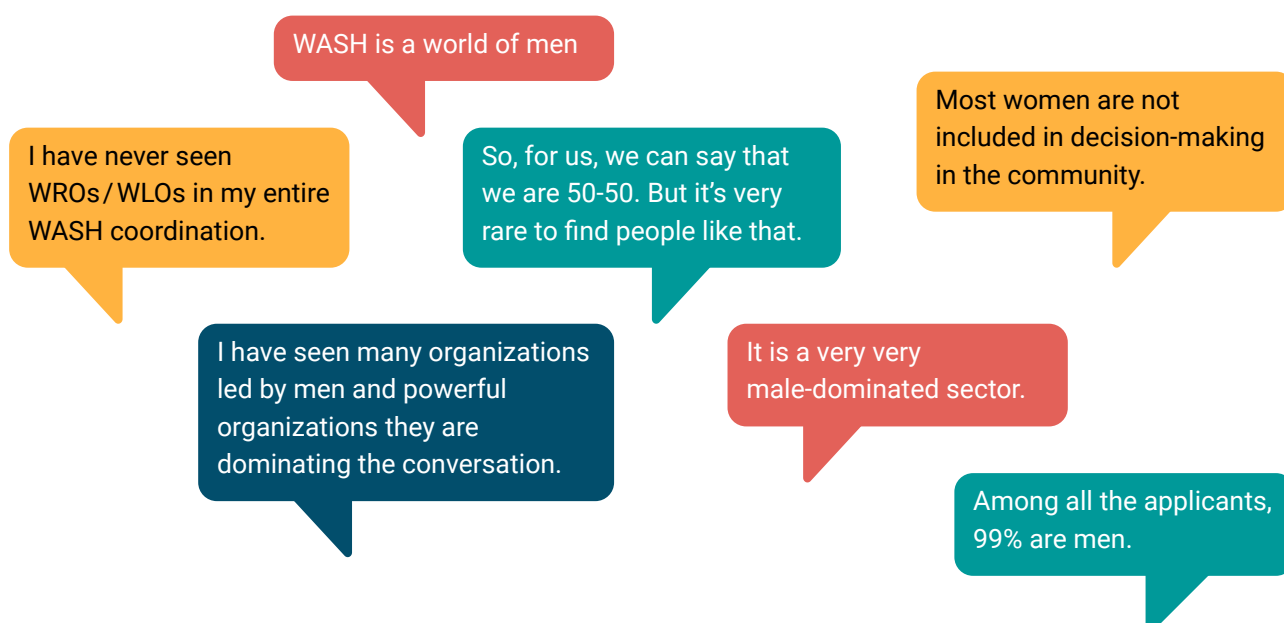 WASH is a world of men
Most women are not
included in decision-making
in the community.
I have never seen
WROs/WLOs in my entire
WASH coordination.
So, for us, we can say that
we are 50-50. But it’s very
rare to find people like that.
I have seen many organizations
led by men and powerful
organizations they are
dominating the conversation.
It is a very very
male-dominated sector.
Among all the applicants,
99% are men.